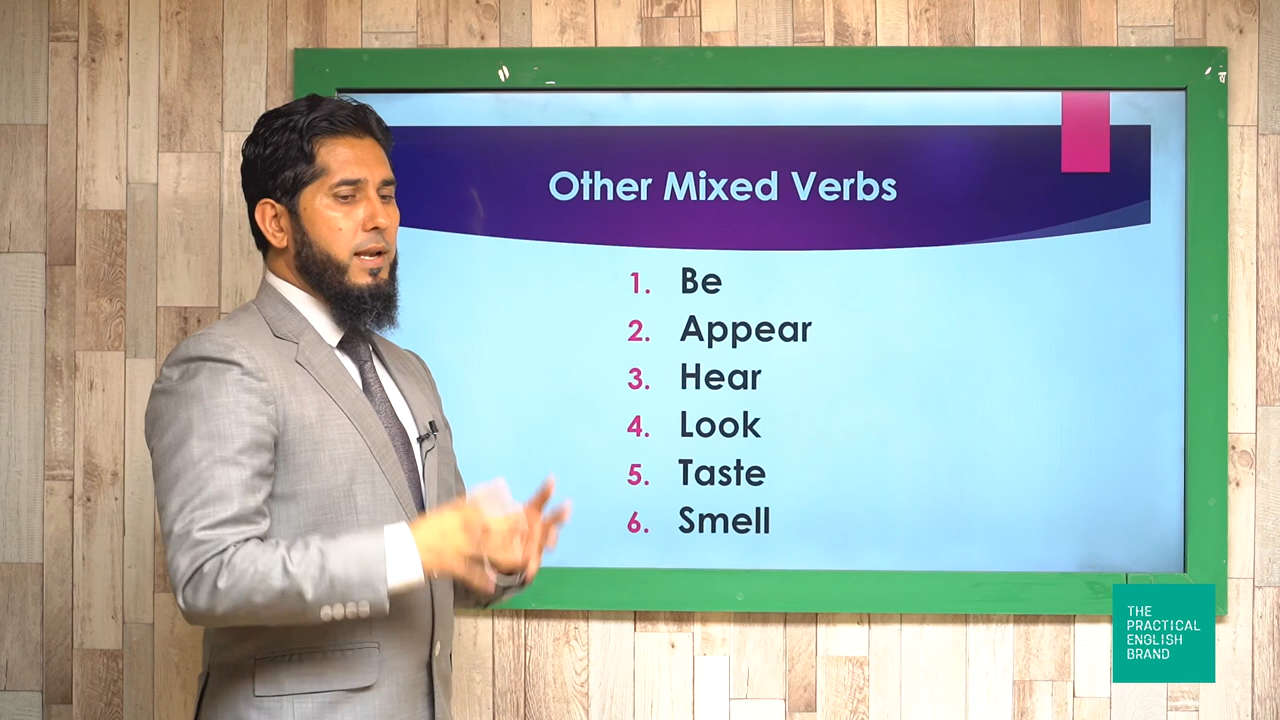 Other Mixed Verbs
1. Be
2. Appear
3. Hear
4. Look
5. Taste
6. Smell
THE
PRACTICAL
ENGLISH
BRAND